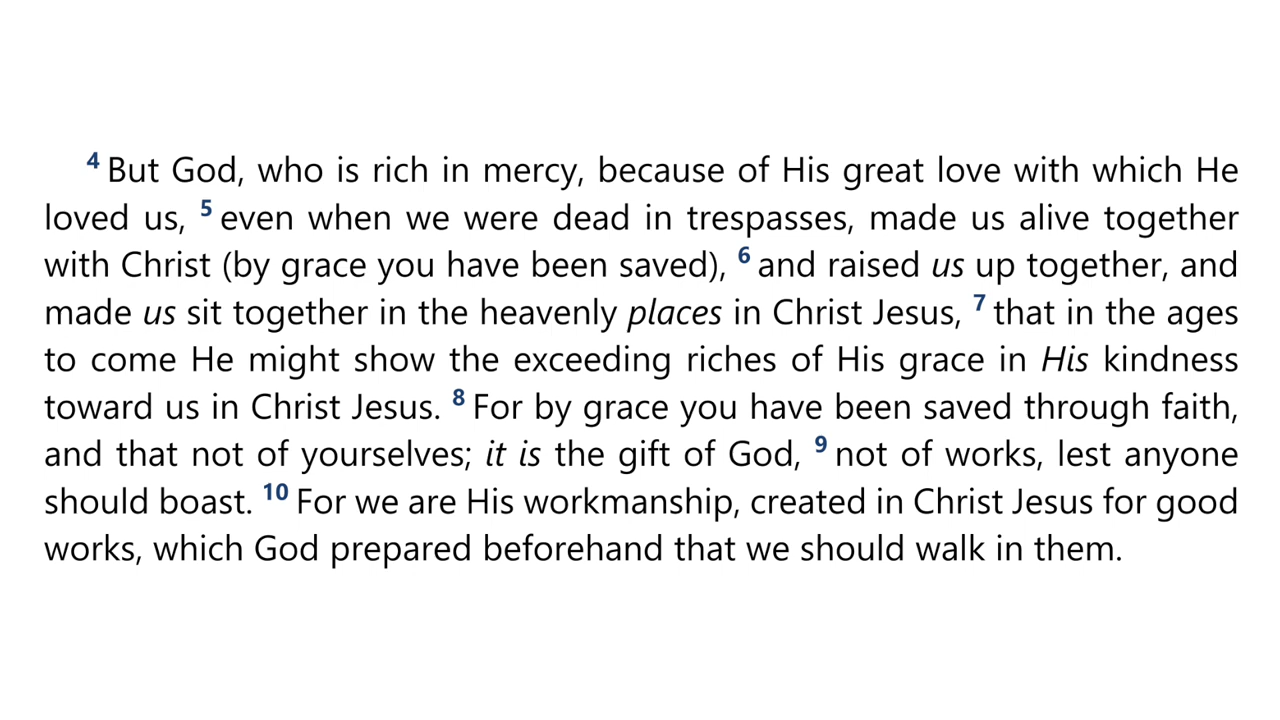 4 But God, who is rich in mercy, because of His great love with which He
loved us, 5 even when we were dead in trespasses, made us alive together
with Christ (by grace you have been saved), 6 and raised us up together, and
made us sit together in the heavenly places in Christ Jesus, 7 that in the ages
to come He might show the exceeding riches of His grace in His kindness
toward us in Christ Jesus. 8 For by grace you have been saved through faith,
and that not of yourselves; it is the gift of God, 9 not of works, lest anyone
should boast. 10 For we are His workmanship, created in Christ Jesus for good
works, which God prepared beforehand that we should walk in them.